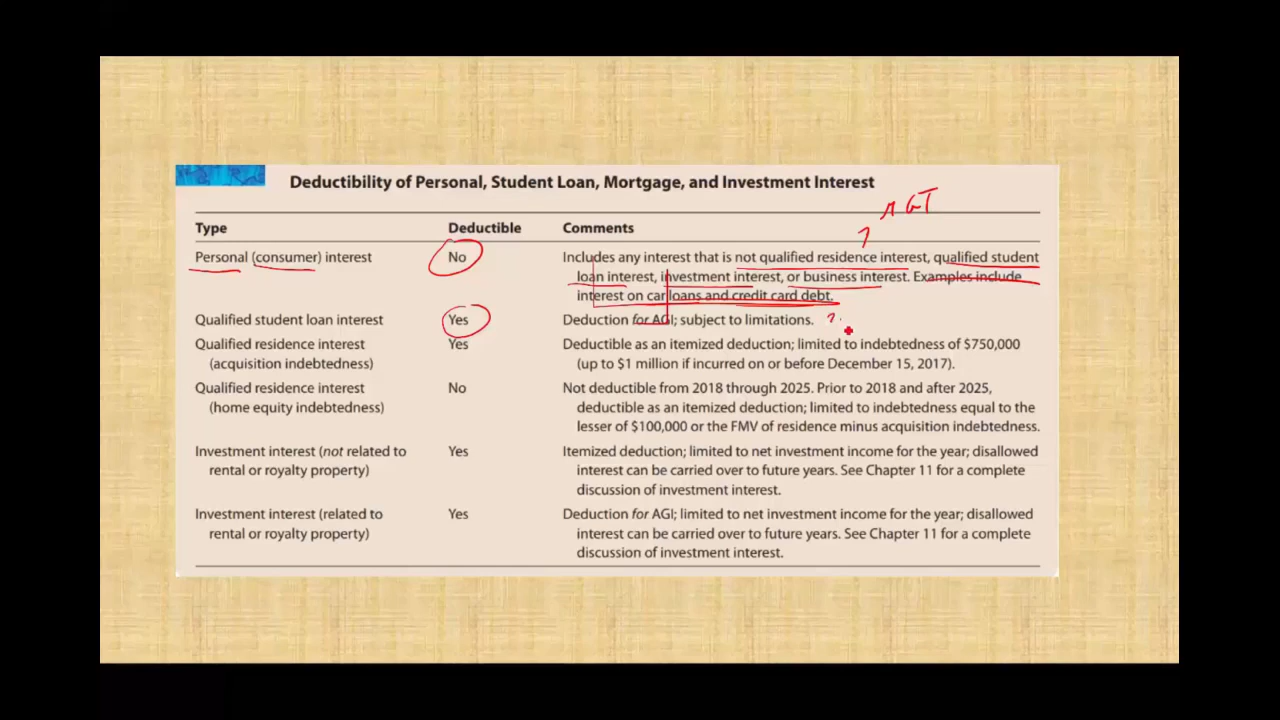 Deductibility of Personal, Student Loan, Mortgage, and Investment Interest
Type Deductible Comments
Personal (consumer) interest No Includes any interest that is not qualified residence interest, qualified student
loan interest, investment interest, or business interest. Examples include
interest on car loans and credit card debt.
Qualified student loan interest Yes Deduction for AGI; subject to limitations.
Qualified residence interest Yes Deductible as an itemized deduction; limited to indebtedness of $750,000
(acquisition indebtedness) (up to $1 million if incurred on or before December 15, 2017).
Qualified residence interest No Not deductible from 2018 through 2025. Prior to 2018 and after 2025,
(home equity indebtedness) deductible as an itemized deduction; limited to indebtedness equal to the
lesser of $100,000 or the FMV of residence minus acquisition indebtedness.
Investment interest (not related to Yes Itemized deduction; limited to net investment income for the year; disallowed
rental or royalty property) interest can be carried over to future years. See Chapter 11 for a complete
discussion of investment interest.
Investment interest (related to Yes Deduction for AGI; limited to net investment income for the year; disallowed
rental or royalty property) interest can be carried over to future years. See Chapter 11 for a complete
discussion of investment interest.